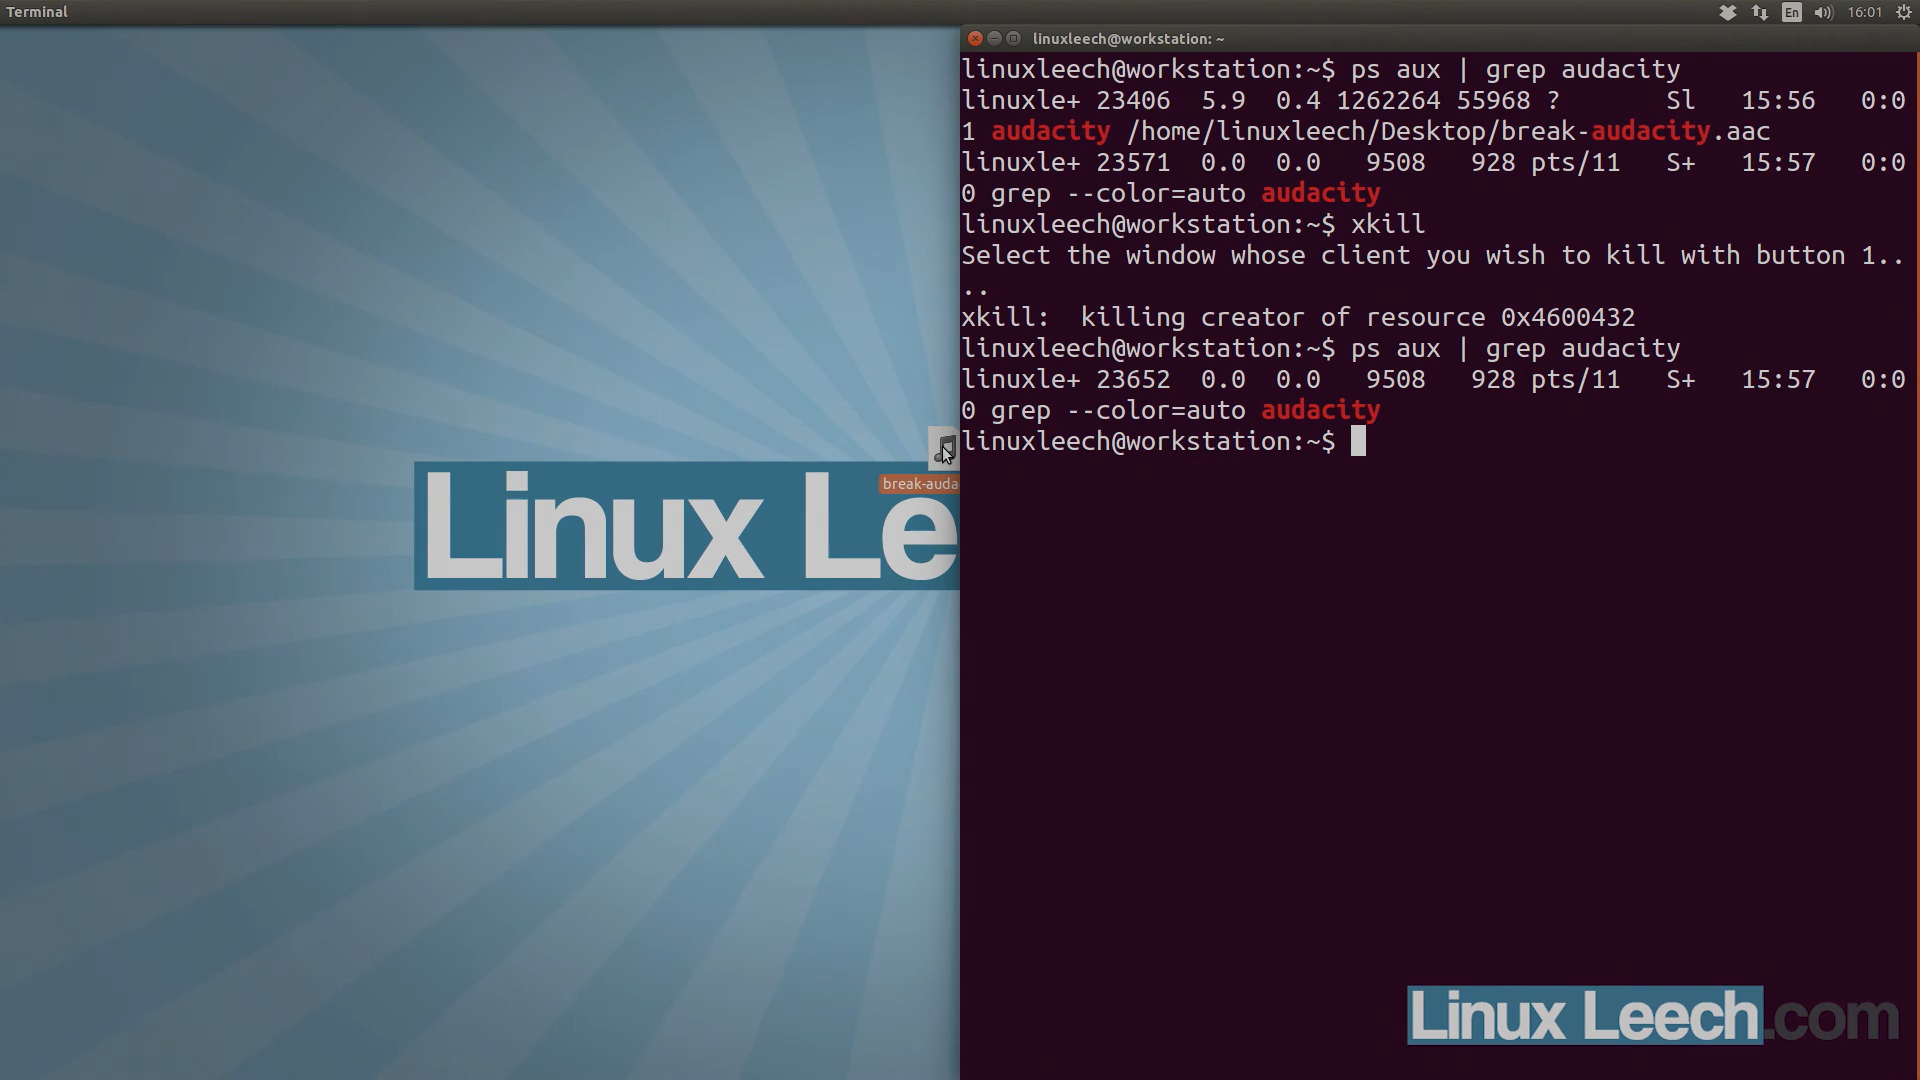 Terminal
En
16:01
linuxleech@workstation: ~
linuxleech@workstation:~$ ps aux | grep audacity
linuxle+ 23406 5.9 0.4 1262264 55968 ? Sl 15:56 0:0
1 audacity /home/linuxleech/Desktop/break-audacity.aac
linuxle+ 23571 0.0 0.0 9508 928 pts/11 S+ 15:57 0:0
0 grep --color=auto audacity
linuxleech@workstation:~$ xkill
Select the window whose client you wish to kill with button 1..
..
xkill:  killing creator of resource 0x4600432
linuxleech@workstation:~$ ps aux | grep audacity
linuxle+ 23652 0.0 0.0 9508 928 pts/11 S+ 15:57 0:0
0 grep --color=auto audacity
linuxleech@workstation:~$
break-auda
Linux Le
Linux Leech.com